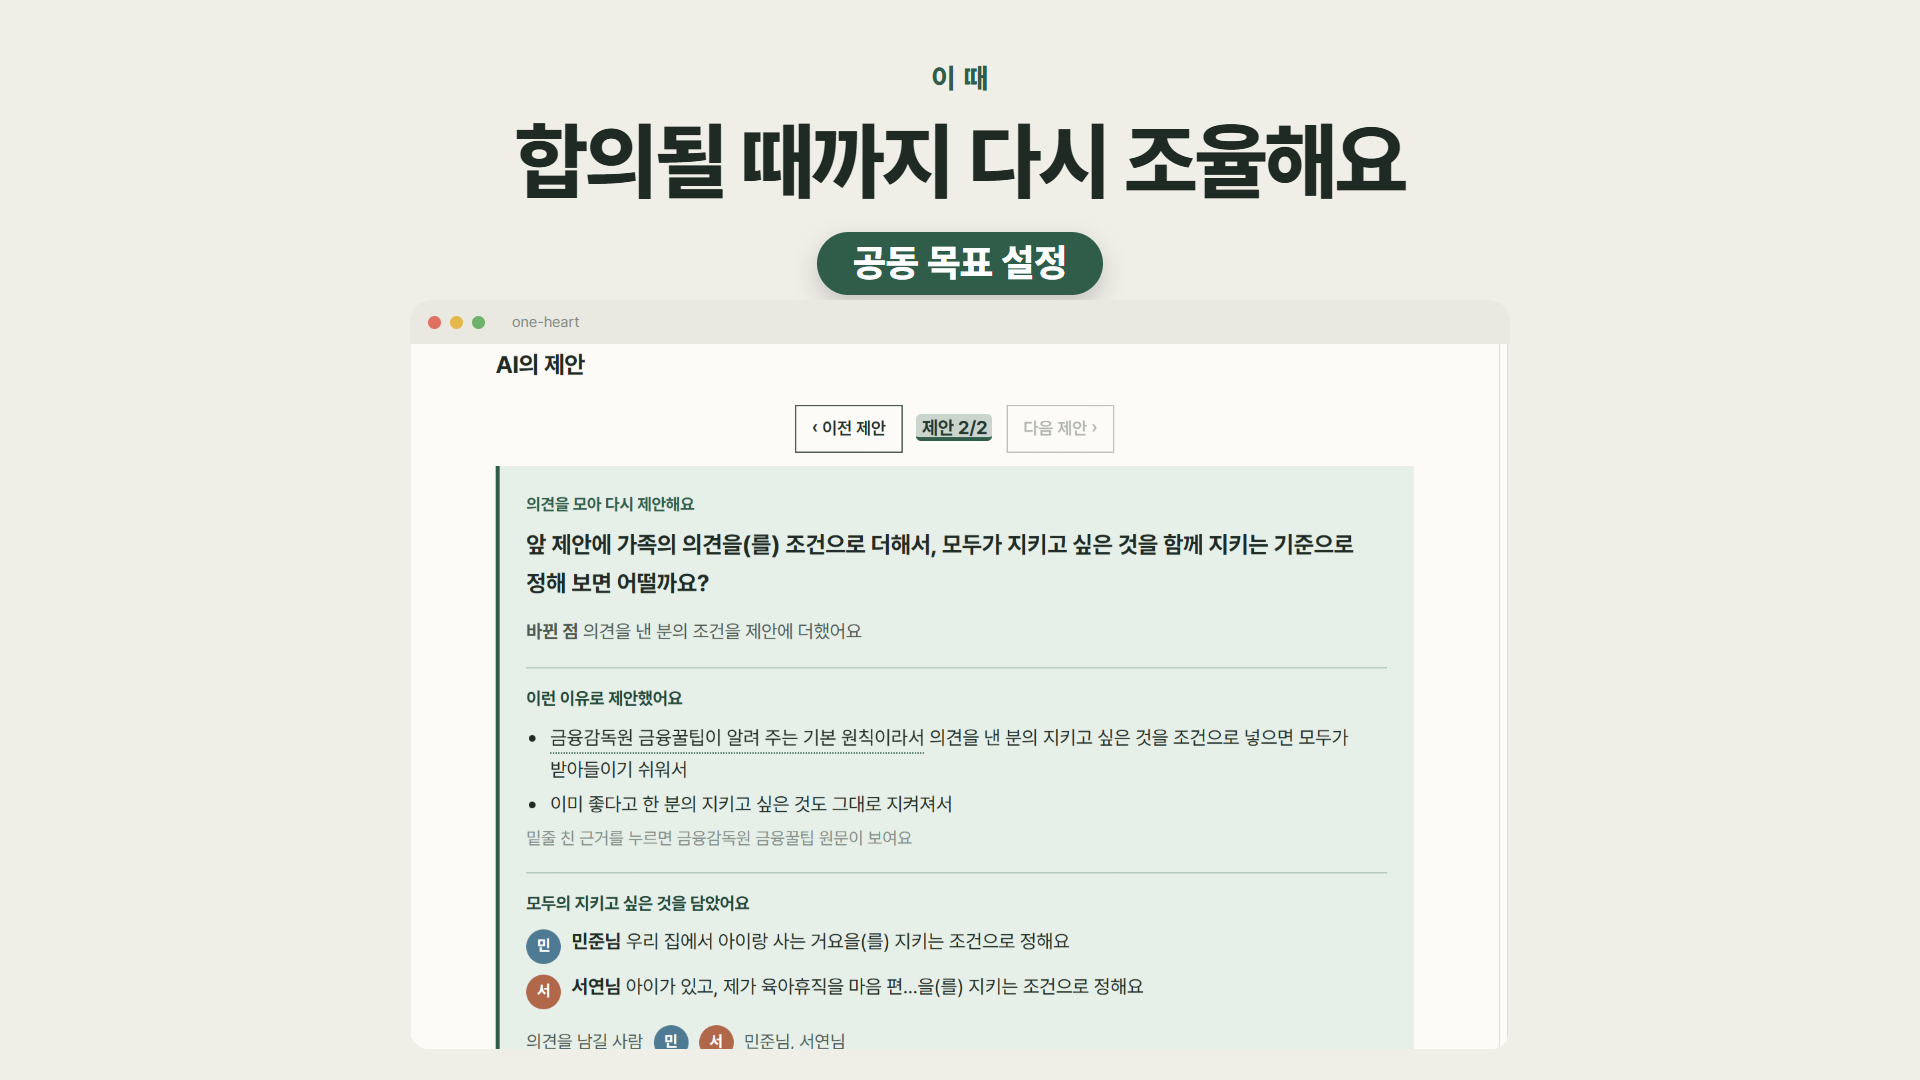 이 때
합의될 때까지 다시 조율해요
공동 목표 설정
one-heart
AI의 제안
‹ 이전 제안
제안 2/2
다음 제안 ›
의견을 모아 다시 제안해요
앞 제안에 가족의 의견을(를) 조건으로 더해서, 모두가 지키고 싶은 것을 함께 지키는 기준으로
정해 보면 어떨까요?
바뀐 점 의견을 낸 분의 조건을 제안에 더했어요
이런 이유로 제안했어요
• 금융감독원 금융꿀팁이 알려 주는 기본 원칙이라서 의견을 낸 분의 지키고 싶은 것을 조건으로 넣으면 모두가
받아들이기 쉬워서
• 이미 좋다고 한 분의 지키고 싶은 것도 그대로 지켜져서
밑줄 친 근거를 누르면 금융감독원 금융꿀팁 원문이 보여요
모두의 지키고 싶은 것을 담았어요
민 민준님 우리 집에서 아이랑 사는 거요을(를) 지키는 조건으로 정해요
서 서연님 아이가 있고, 제가 육아휴직을 마음 편...을(를) 지키는 조건으로 정해요
의견을 남길 사람 민 서 민준님, 서연님